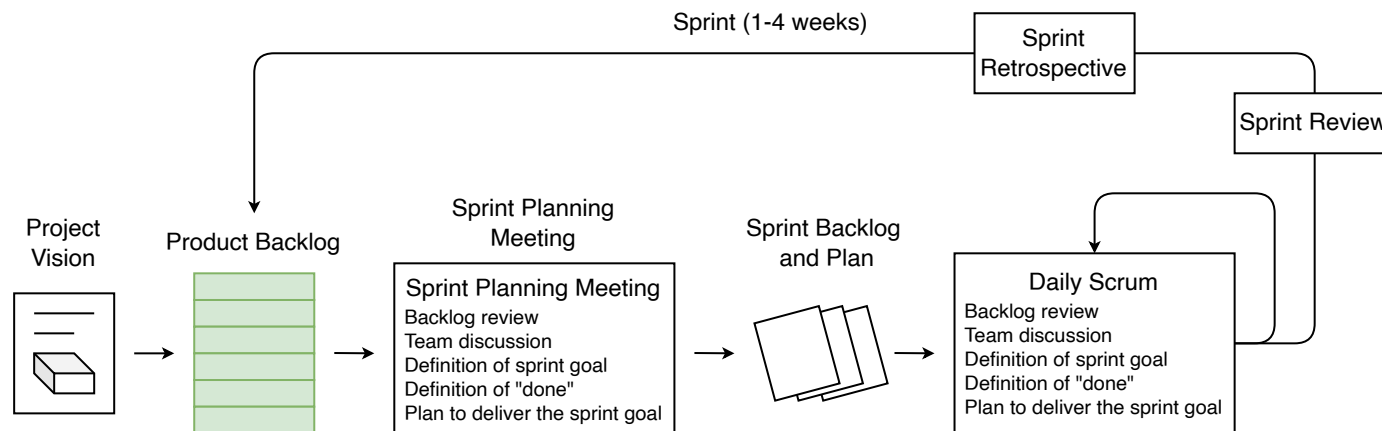 Sprint (1-4 weeks)
Sprint
Retrospective
Sprint Review
Project
Vision
Product Backlog
Sprint Planning
Meeting
Sprint Planning Meeting
Backlog review
Team discussion
Definition of sprint goal
Definition of "done"
Plan to deliver the sprint goal
Sprint Backlog
and Plan
Daily Scrum
Backlog review
Team discussion
Definition of sprint goal
Definition of "done"
Plan to deliver the sprint goal